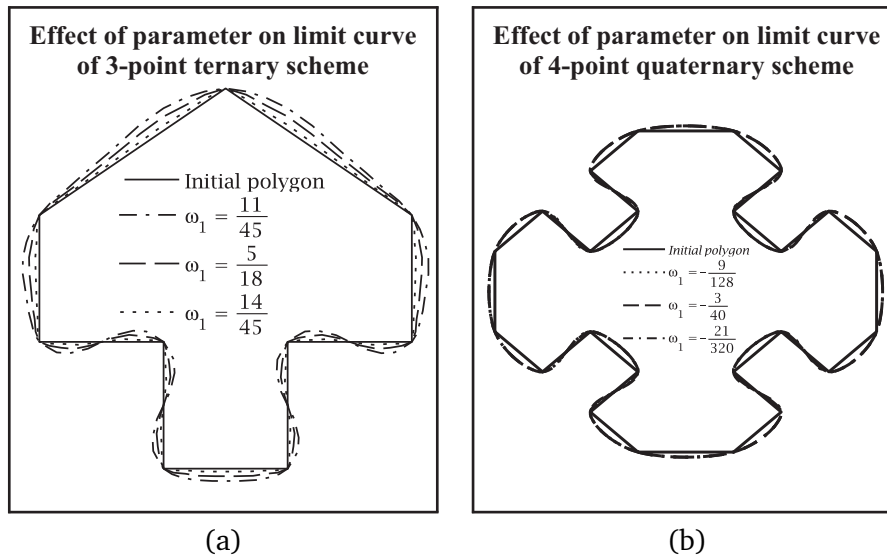 Effect of parameter on limit curve
of 3-point ternary scheme
Initial polygon
ω₁ = 11/45
ω₁ = 5/18
ω₁ = 14/45
(a)
Effect of parameter on limit curve
of 4-point quaternary scheme
Initial polygon
ω₁ = -9/128
ω₁ = -3/40
ω₁ = -21/320
(b)